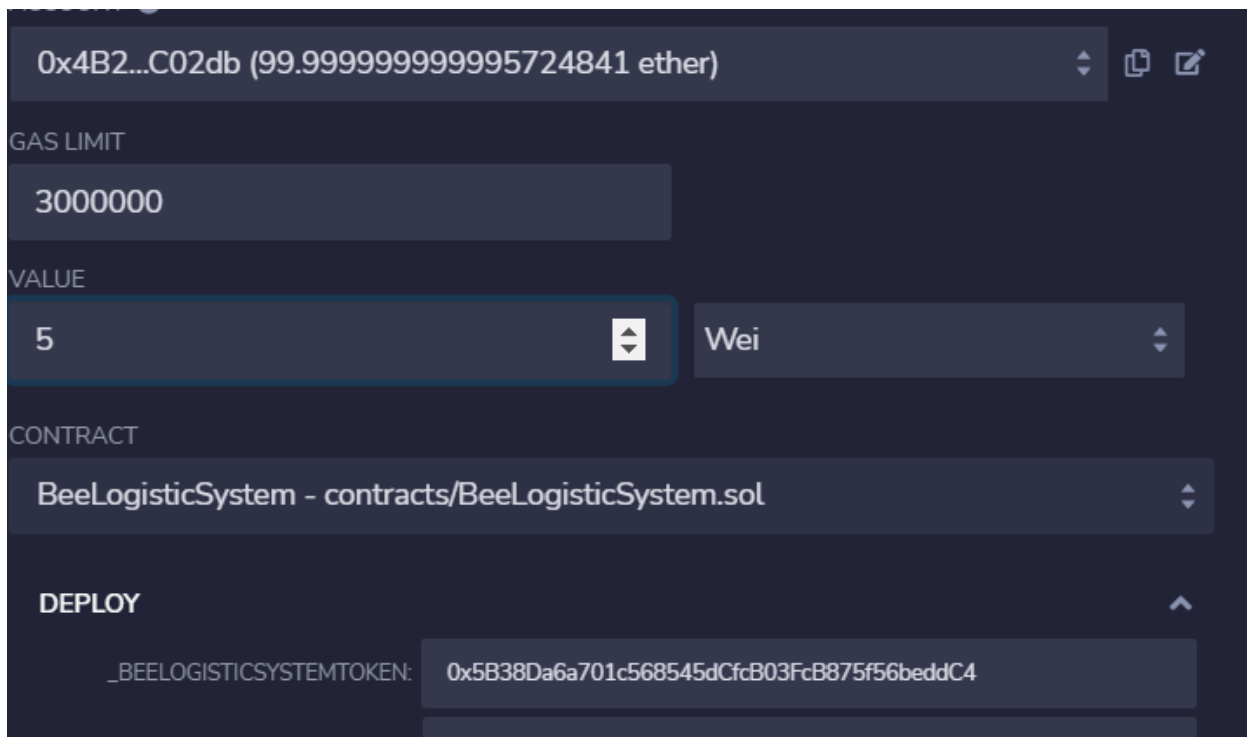 0x4B2...C02db (99.999999999995724841 ether)
GAS LIMIT
3000000
VALUE
5 Wei
CONTRACT
BeeLogisticSystem - contracts/BeeLogisticSystem.sol
DEPLOY
_BEELOGISTICSYSTEMTOKEN: 0x5B38Da6a701c568545dCfcB03FcB875f56beddC4